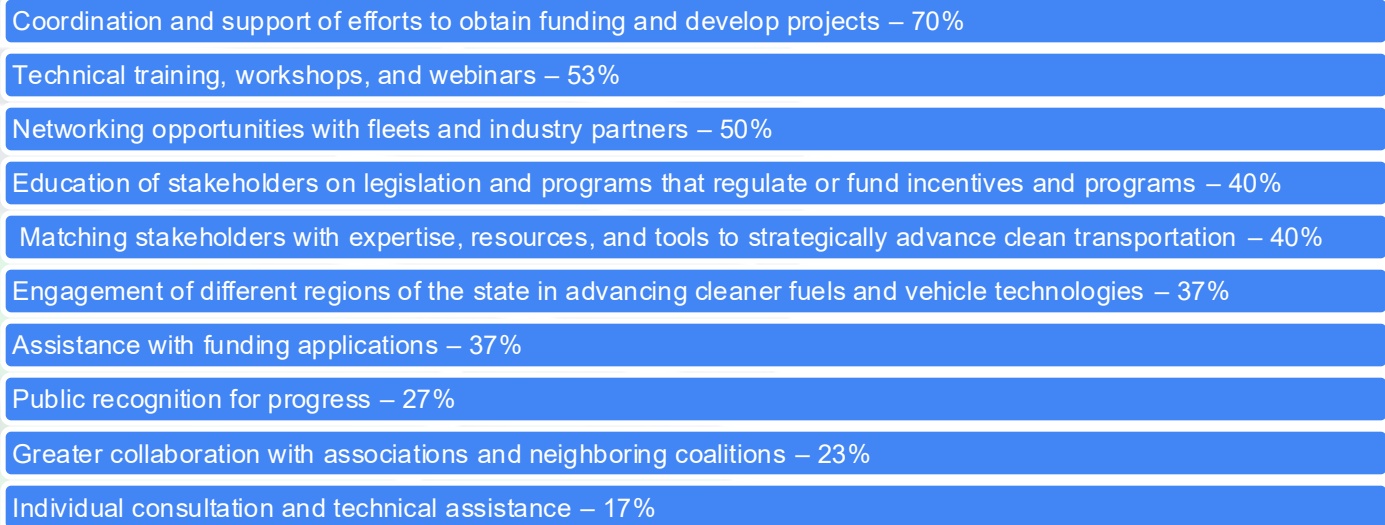 Coordination and support of efforts to obtain funding and develop projects – 70%
Technical training, workshops, and webinars – 53%
Networking opportunities with fleets and industry partners – 50%
Education of stakeholders on legislation and programs that regulate or fund incentives and programs – 40%
Matching stakeholders with expertise, resources, and tools to strategically advance clean transportation – 40%
Engagement of different regions of the state in advancing cleaner fuels and vehicle technologies – 37%
Assistance with funding applications – 37%
Public recognition for progress – 27%
Greater collaboration with associations and neighboring coalitions – 23%
Individual consultation and technical assistance – 17%